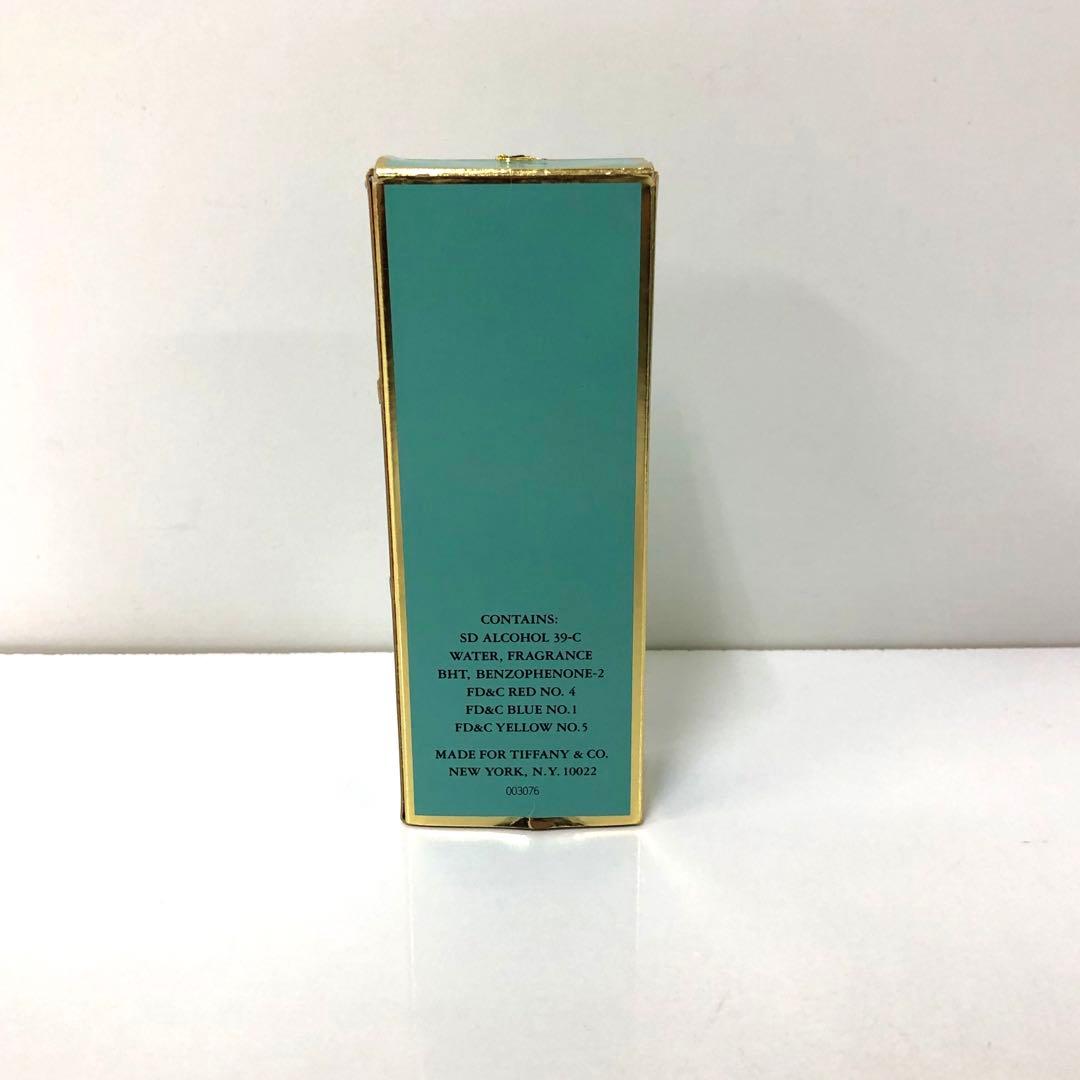 CONTAINS:
SD ALCOHOL 39-C
WATER, FRAGRANCE
BHT, BENZOPHENONE-2
FD&C RED NO. 4
FD&C BLUE NO.1
FD&C YELLOW NO.5
MADE FOR TIFFANY & CO.
NEW YORK, N.Y. 10022
003076